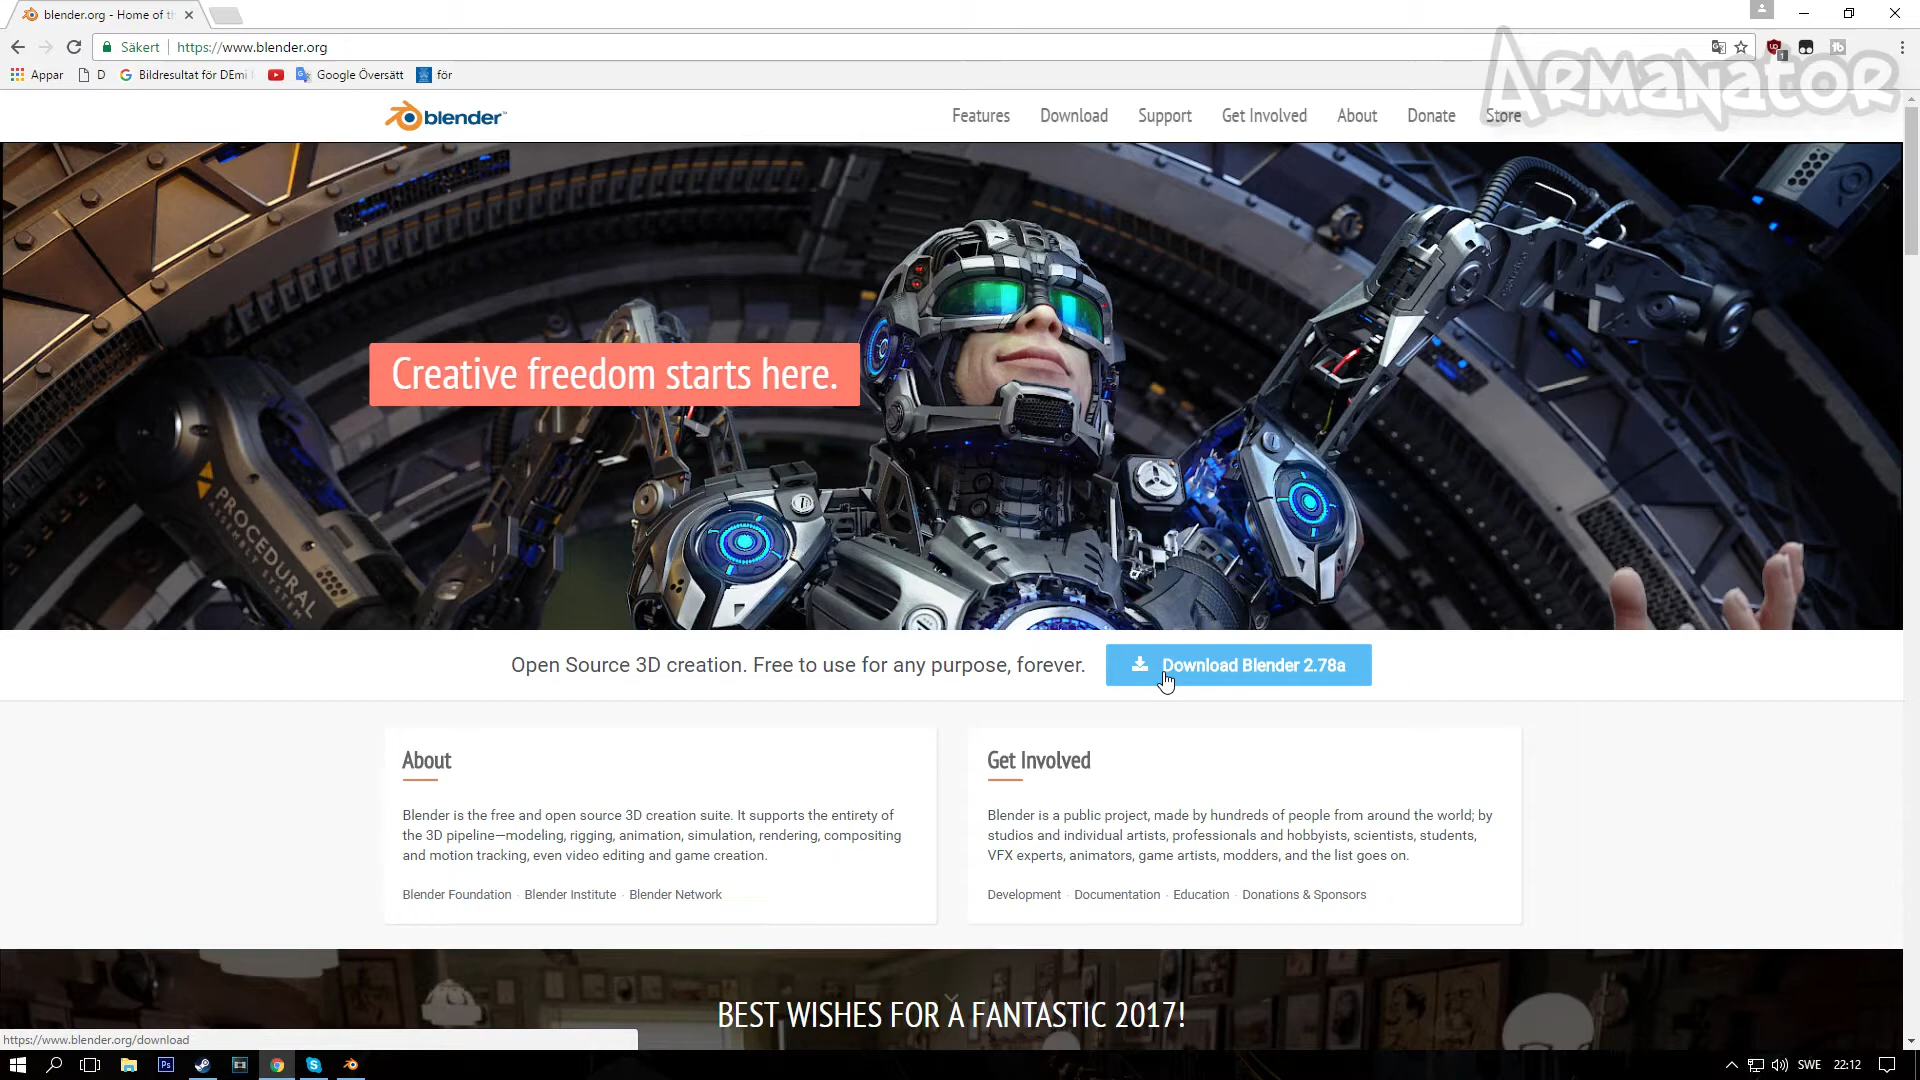 blender.org - Home of th
Säkert
https://www.blender.org
Appar
D
Bildresultat för DEmi
Google Översätt
för
ARMANATOR
blender
Features
Download
Support
Get Involved
About
Donate
Store
PROCEDURAL
ASSEMBLY SYSTEM
Creative freedom starts here.
Open Source 3D creation. Free to use for any purpose, forever.
Download Blender 2.78a
About
Blender is the free and open source 3D creation suite. It supports the entirety of
the 3D pipeline—modeling, rigging, animation, simulation, rendering, compositing
and motion tracking, even video editing and game creation.
Blender Foundation · Blender Institute · Blender Network
Get Involved
Blender is a public project, made by hundreds of people from around the world; by
studios and individual artists, professionals and hobbyists, scientists, students,
VFX experts, animators, game artists, modders, and the list goes on.
Development · Documentation · Education · Donations & Sponsors
BEST WISHES FOR A FANTASTIC 2017!
https://www.blender.org/download
Ps
SWE
22:12